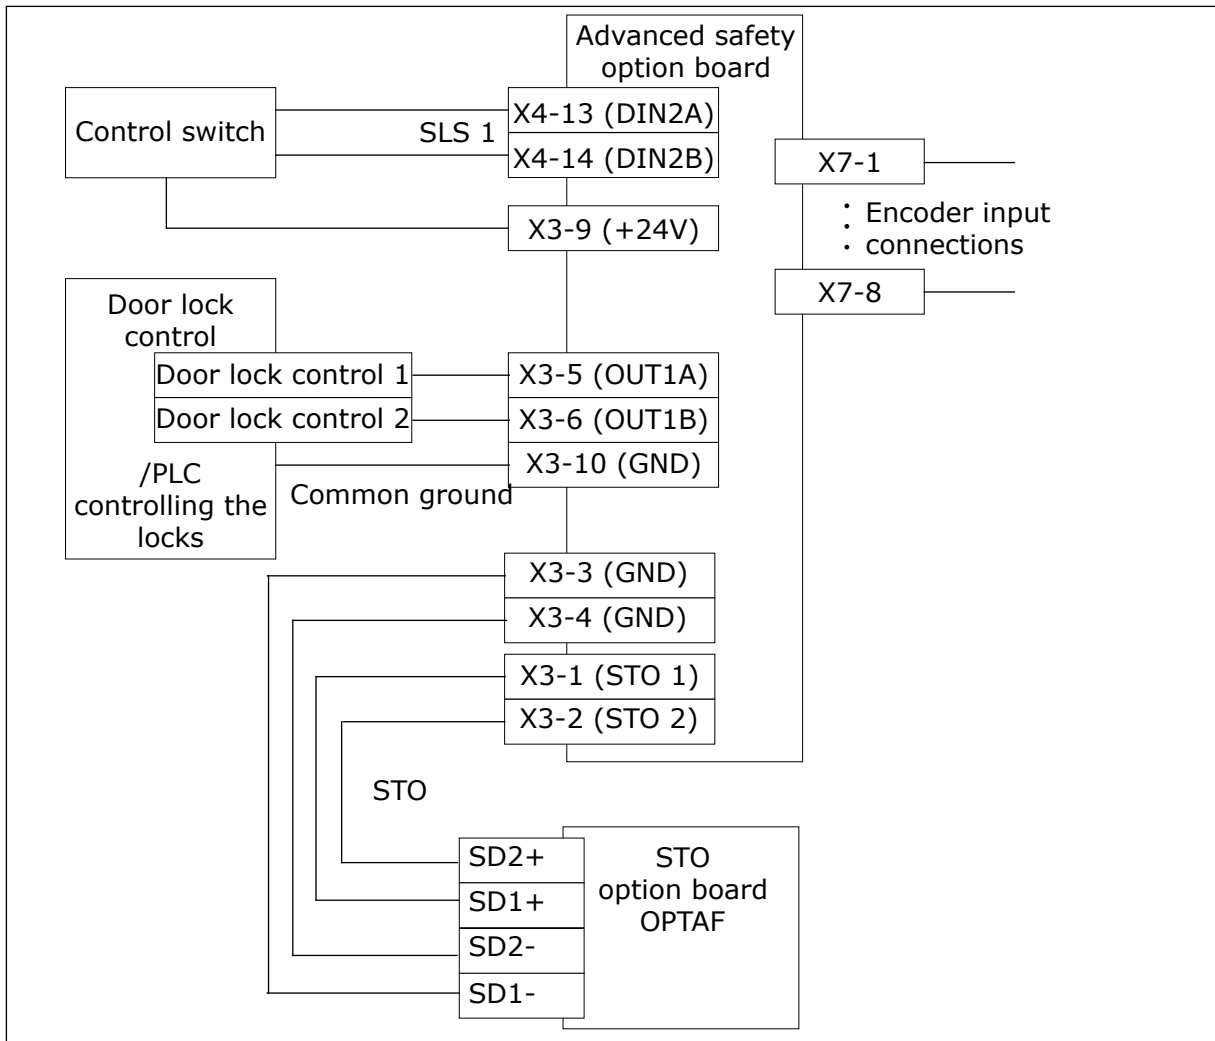 Advanced safety
option board
Control switch
SLS 1
X4-13 (DIN2A)
X4-14 (DIN2B)
X3-9 (+24V)
X7-1
Encoder input
connections
X7-8
Door lock
control
Door lock control 1
Door lock control 2
/PLC
controlling the
locks
X3-5 (OUT1A)
X3-6 (OUT1B)
X3-10 (GND)
Common ground
X3-3 (GND)
X3-4 (GND)
X3-1 (STO 1)
X3-2 (STO 2)
STO
SD2+
SD1+
SD2-
SD1-
STO
option board
OPTAF